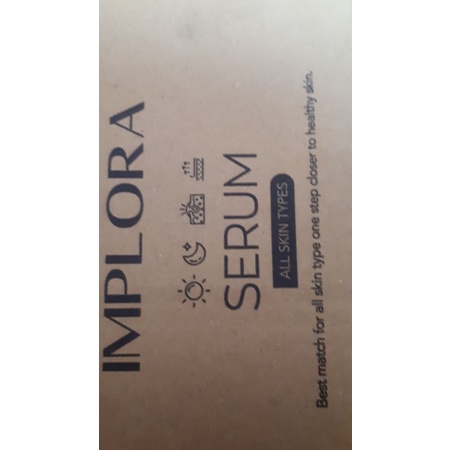 IMPLORA
SERUM
ALL SKIN TYPES
Best match for all skin type one step closer to healthy skin.